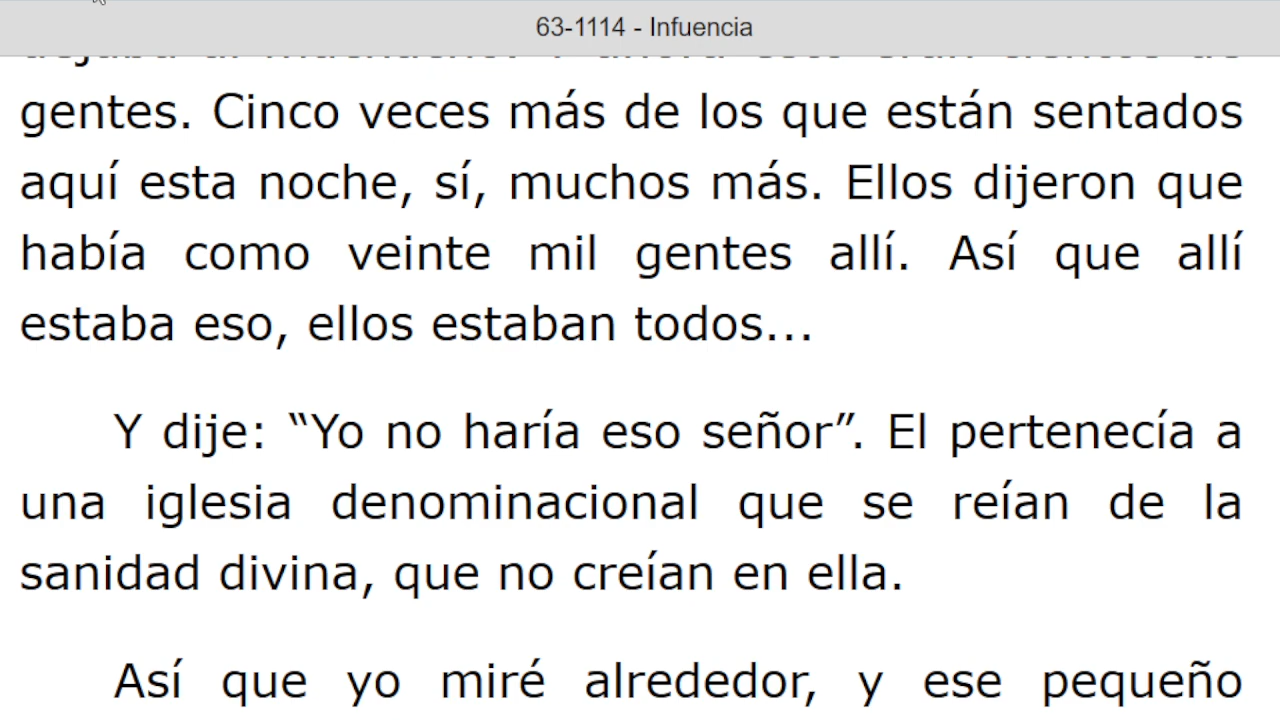 63-1114 - Infuencia
gentes. Cinco veces más de los que están sentados
aquí esta noche, sí, muchos más. Ellos dijeron que
había como veinte mil gentes allí. Así que allí
estaba eso, ellos estaban todos...
Y dije: “Yo no haría eso señor”. El pertenecía a
una iglesia denominacional que se reían de la
sanidad divina, que no creían en ella.
Así que yo miré alrededor, y ese pequeño